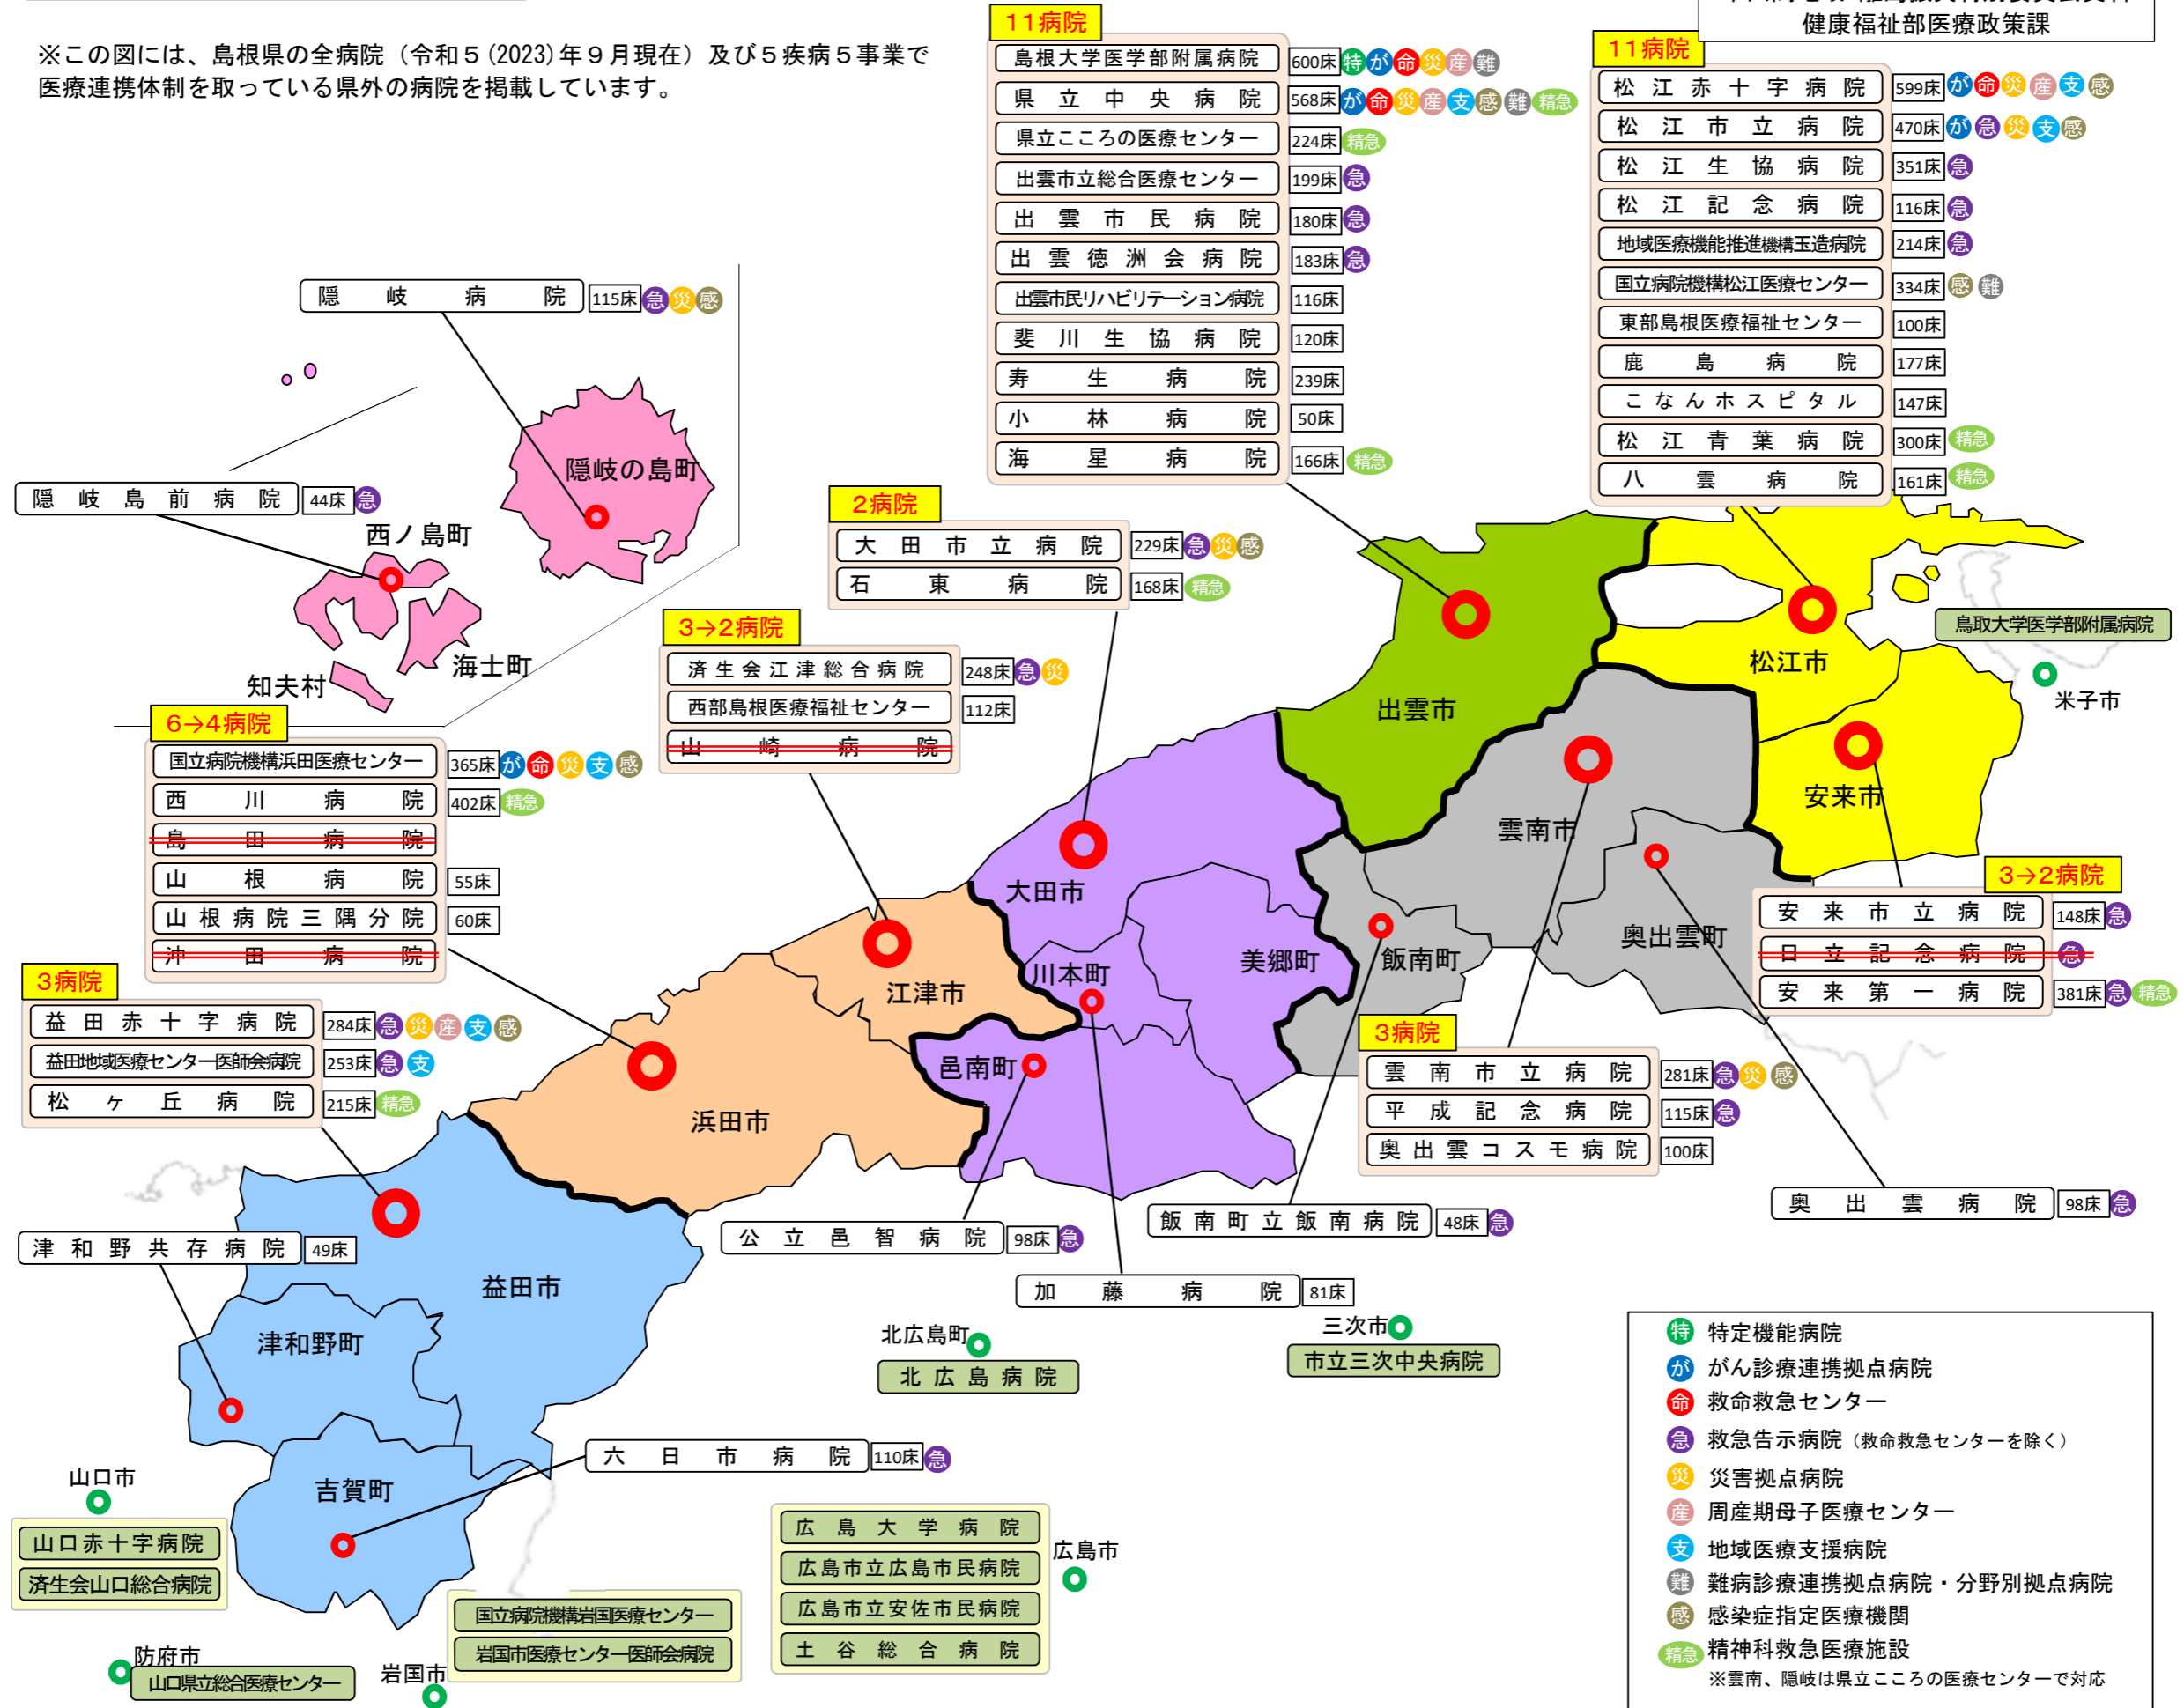 健康福祉部医療政策課
※この図には、島根県の全病院（令和５(2023)年９月現在）及び５疾病５事業で
医療連携体制を取っている県外の病院を掲載しています。
11病院
島根大学医学部附属病院 600床 特 が 命 災 産 難
県立中央病院 568床 が 命 災 産 支 感 難 精急
県立こころの医療センター 224床 精急
出雲市立総合医療センター 199床 急
出雲市民病院 180床 急
出雲徳洲会病院 183床 急
出雲市民リハビリテーション病院 116床
斐川生協病院 120床
寿生病院 239床
小林病院 50床
海星病院 166床 精急
11病院
松江赤十字病院 599床 が 命 災 産 支 感
松江市立病院 470床 が 急 災 支 感
松江生協病院 351床 急
松江記念病院 116床 急
地域医療機能推進機構玉造病院 214床 急
国立病院機構松江医療センター 334床 感 難
東部島根医療福祉センター 100床
鹿島病院 177床
こなんホスピタル 147床
松江青葉病院 300床 精急
八雲病院 161床 精急
隠岐病院 115床 急 災 感
隠岐の島町
隠岐島前病院 44床 急
西ノ島町
海士町
知夫村
2病院
大田市立病院 229床 急 災 感
石東病院 168床 精急
3→2病院
済生会江津総合病院 248床 急 災
西部島根医療福祉センター 112床
山崎病院
6→4病院
国立病院機構浜田医療センター 365床 が 命 災 支 感
西川病院 402床 精急
島田病院
山根病院 55床
山根病院三隅分院 60床
沖田病院
3病院
益田赤十字病院 284床 急 災 産 支 感
益田地域医療センター医師会病院 253床 急 支
松ヶ丘病院 215床 精急
鳥取大学医学部附属病院
米子市
松江市
出雲市
安来市
雲南市
大田市
奥出雲町
美郷町
飯南町
川本町
江津市
邑南町
浜田市
3→2病院
安来市立病院 148床 急
日立記念病院 急
安来第一病院 381床 急 精急
3病院
雲南市立病院 281床 急 災 感
平成記念病院 115床 急
奥出雲コスモ病院 100床
奥出雲病院 98床 急
飯南町立飯南病院 48床 急
公立邑智病院 98床 急
加藤病院 81床
津和野共存病院 49床
益田市
津和野町
吉賀町
六日市病院 110床 急
北広島町
北広島病院
三次市
市立三次中央病院
山口市
山口赤十字病院
済生会山口総合病院
防府市
山口県立総合医療センター
岩国市
国立病院機構岩国医療センター
岩国市医療センター医師会病院
広島市
広島大学病院
広島市立広島市民病院
広島市立安佐市民病院
土谷総合病院
特 特定機能病院
が がん診療連携拠点病院
命 救命救急センター
急 救急告示病院（救命救急センターを除く）
災 災害拠点病院
産 周産期母子医療センター
支 地域医療支援病院
難 難病診療連携拠点病院・分野別拠点病院
感 感染症指定医療機関
精急 精神科救急医療施設
※雲南、隠岐は県立こころの医療センターで対応